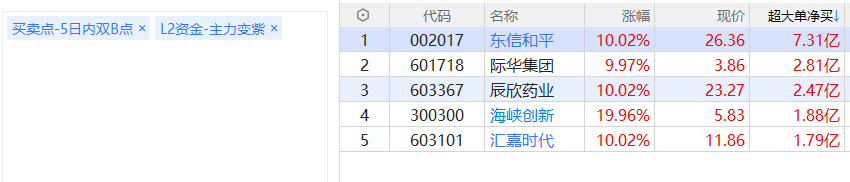 买卖点-5日内双B点 × L2资金-主力变紫 ×
代码 名称 涨幅 现价 超大单净买↓
1 002017 东信和平 10.02% 26.36 7.31亿
2 601718 际华集团 9.97% 3.86 2.81亿
3 603367 辰欣药业 10.02% 23.27 2.47亿
4 300300 海峡创新 19.96% 5.83 1.88亿
5 603101 汇嘉时代 10.02% 11.86 1.79亿